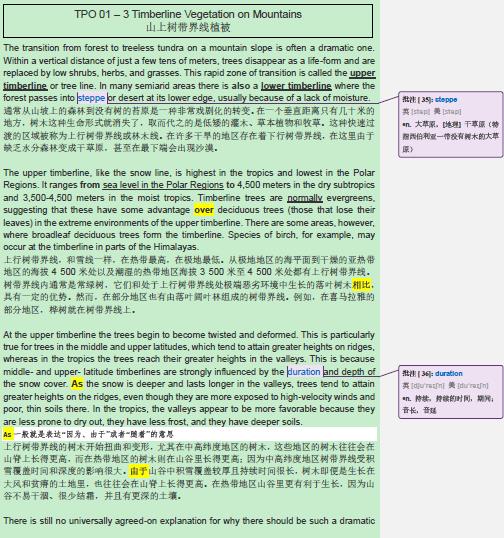 TPO 01 – 3 Timberline Vegetation on Mountains
山上树带界线植被
The transition from forest to treeless tundra on a mountain slope is often a dramatic one.
Within a vertical distance of just a few tens of meters, trees disappear as a life-form and are
replaced by low shrubs, herbs, and grasses. This rapid zone of transition is called the upper
timberline or tree line. In many semiarid areas there is also a lower timberline where the
forest passes into steppe or desert at its lower edge, usually because of a lack of moisture.
通常从山坡上的森林到没有树的苔原是一种非常戏剧化的转变。在一个垂直距离只有几十米的
地方，树木这种生命形式就消失了，取而代之的是低矮的灌木、草本植物和牧草。这种快速过
渡的区域被称为上行树带界线或林木线。在许多干旱的地区存在着下行树带界线，在这里由于
缺乏水分森林变成干草原，甚至在最下端会出现沙漠。
The upper timberline, like the snow line, is highest in the tropics and lowest in the Polar
Regions. It ranges from sea level in the Polar Regions to 4,500 meters in the dry subtropics
and 3,500-4,500 meters in the moist tropics. Timberline trees are normally evergreens,
suggesting that these have some advantage over deciduous trees (those that lose their
leaves) in the extreme environments of the upper timberline. There are some areas, however,
where broadleaf deciduous trees form the timberline. Species of birch, for example, may
occur at the timberline in parts of the Himalayas.
上行树带界线，和雪线一样，在热带最高，在极地最低。从极地地区的海平面到干燥的亚热带
地区的海拔 4 500 米处以及潮湿的热带地区海拔 3 500 米至 4 500 米处都有上行树带界线。
树带界线内通常是常绿树，它们和处于上行树带界线处极端恶劣环境中生长的落叶树木相比，
具有一定的优势。然而，在部分地区也有由落叶阔叶林组成的树带界线。例如，在喜马拉雅的
部分地区，桦树就在树带界线上。
At the upper timberline the trees begin to become twisted and deformed. This is particularly
true for trees in the middle and upper latitudes, which tend to attain greater heights on ridges,
whereas in the tropics the trees reach their greater heights in the valleys. This is because
middle- and upper- latitude timberlines are strongly influenced by the duration and depth of
the snow cover. As the snow is deeper and lasts longer in the valleys, trees tend to attain
greater heights on the ridges, even though they are more exposed to high-velocity winds and
poor, thin soils there. In the tropics, the valleys appear to be more favorable because they
are less prone to dry out, they have less frost, and they have deeper soils.
As 一般就是表达“因为、由于”或者“随着”的意思
上行树带界线的树木开始扭曲和变形，尤其在中高纬度地区的树木，这些地区的树木往往会在
山脊上长得更高，而在热带地区的树木则在山谷里长得更高；因为中高纬度地区树带界线受积
雪覆盖时间和深度的影响很大。由于山谷中积雪覆盖较厚且持续时间很长，树木即便是生长在
大风和贫瘠的土地里，也往往会在山脊上长得更高。在热带地区山谷里更有利于生长，因为山
谷不易干涸、很少结霜，并且有更深的土壤。
There is still no universally agreed-on explanation for why there should be such a dramatic
批注 [35]: steppe
英 [step] 美 [step]
•n. 大草原，[地理] 干草原（特
指西伯利亚一带没有树木的大草
原）
批注 [36]: duration
•n. 持续，持续的时间，期间；
音长，音延